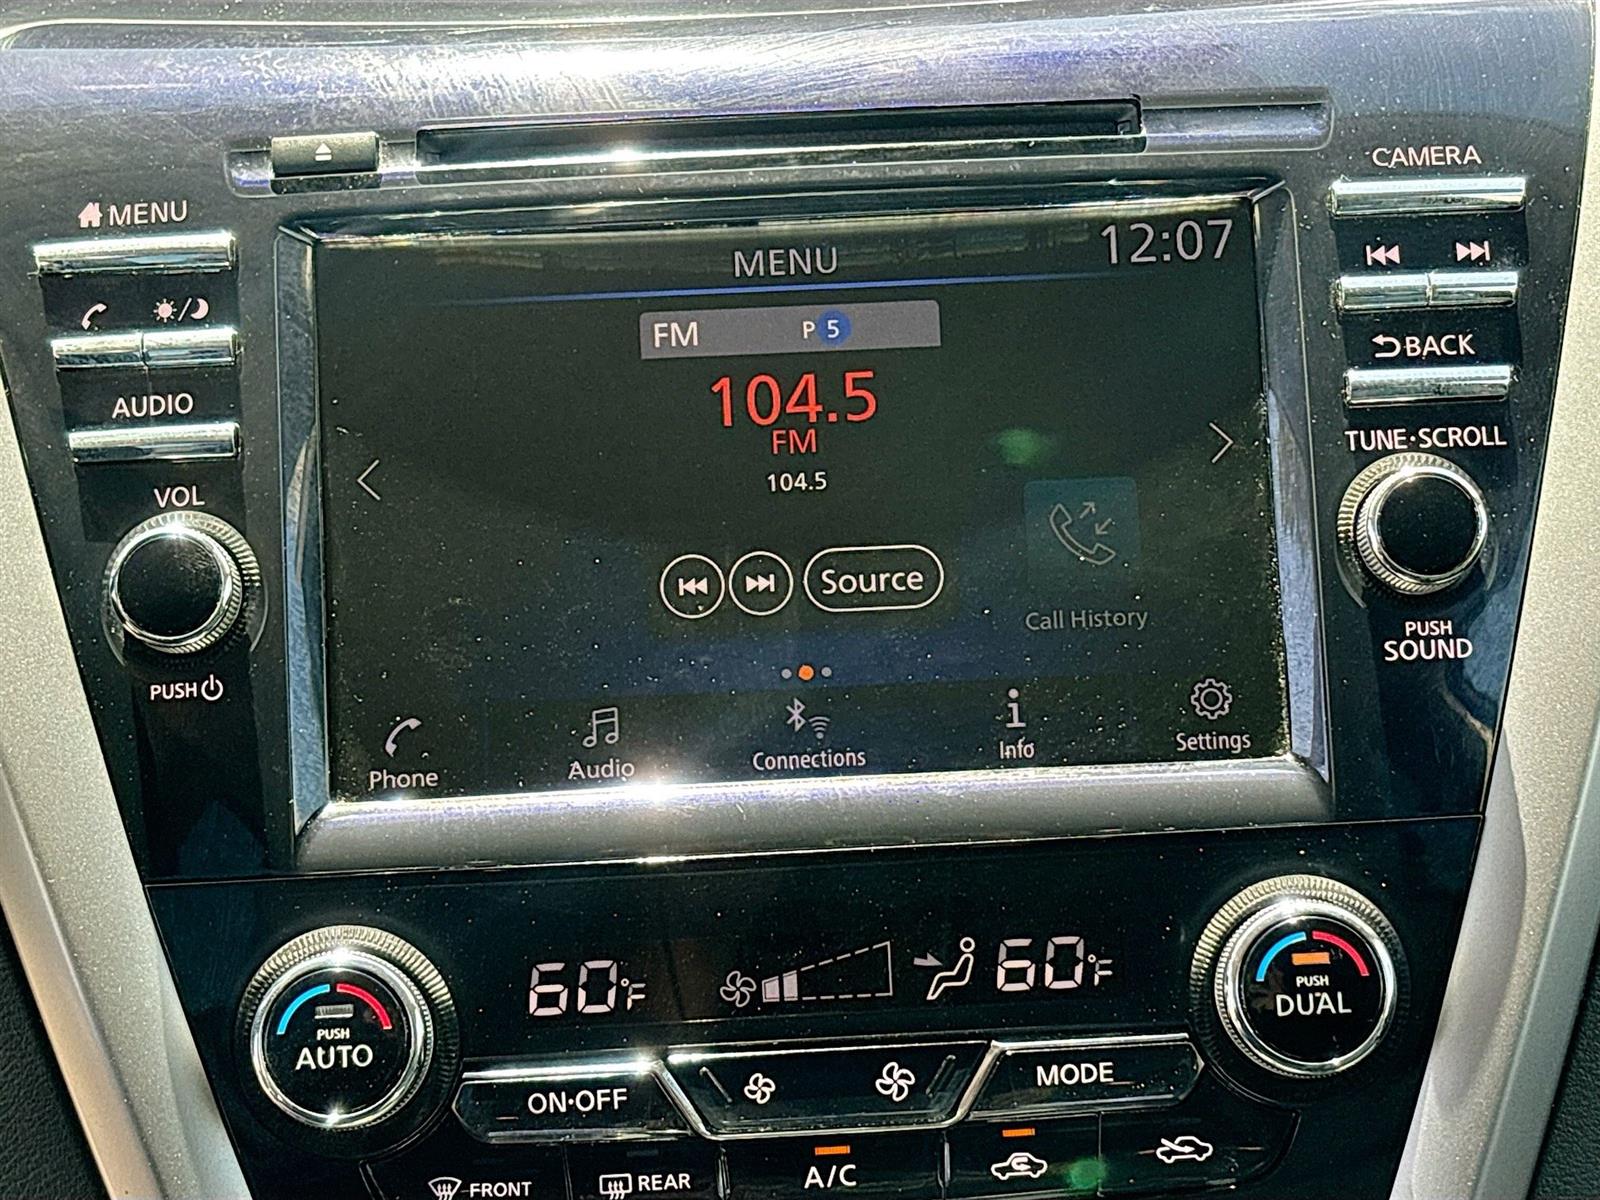 CAMERA
MENU
MENU
12:07
FM P 5
BACK
104.5
FM
104.5
AUDIO
TUNE·SCROLL
VOL
Source
Call History
PUSH
SOUND
PUSH
Phone
Audio
Connections
Info
Settings
60°F
60°F
PUSH
AUTO
PUSH
DUAL
ON·OFF
MODE
FRONT
REAR
A/C